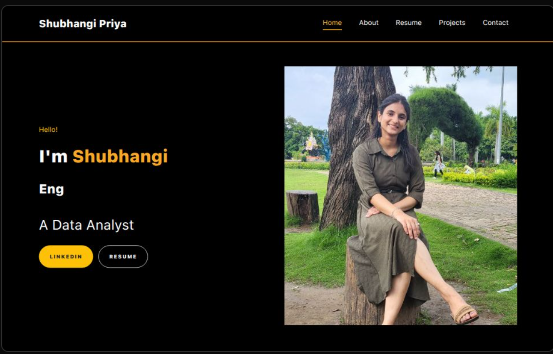 Shubhangi Priya
Home About Resume Projects Contact
Hello!
I'm Shubhangi
Eng
A Data Analyst
LINKEDIN RESUME